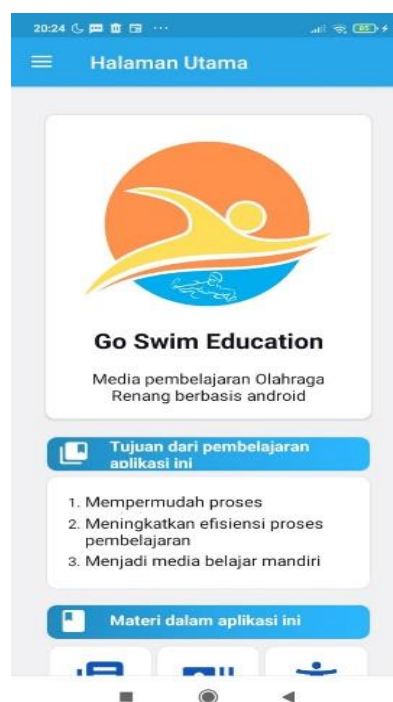 20:24
65
Halaman Utama
Go Swim Education
Media pembelajaran Olahraga
Renang berbasis android
Tujuan dari pembelajaran
aplikasi ini
1. Mempermudah proses
2. Meningkatkan efisiensi proses
pembelajaran
3. Menjadi media belajar mandiri
Materi dalam aplikasi ini